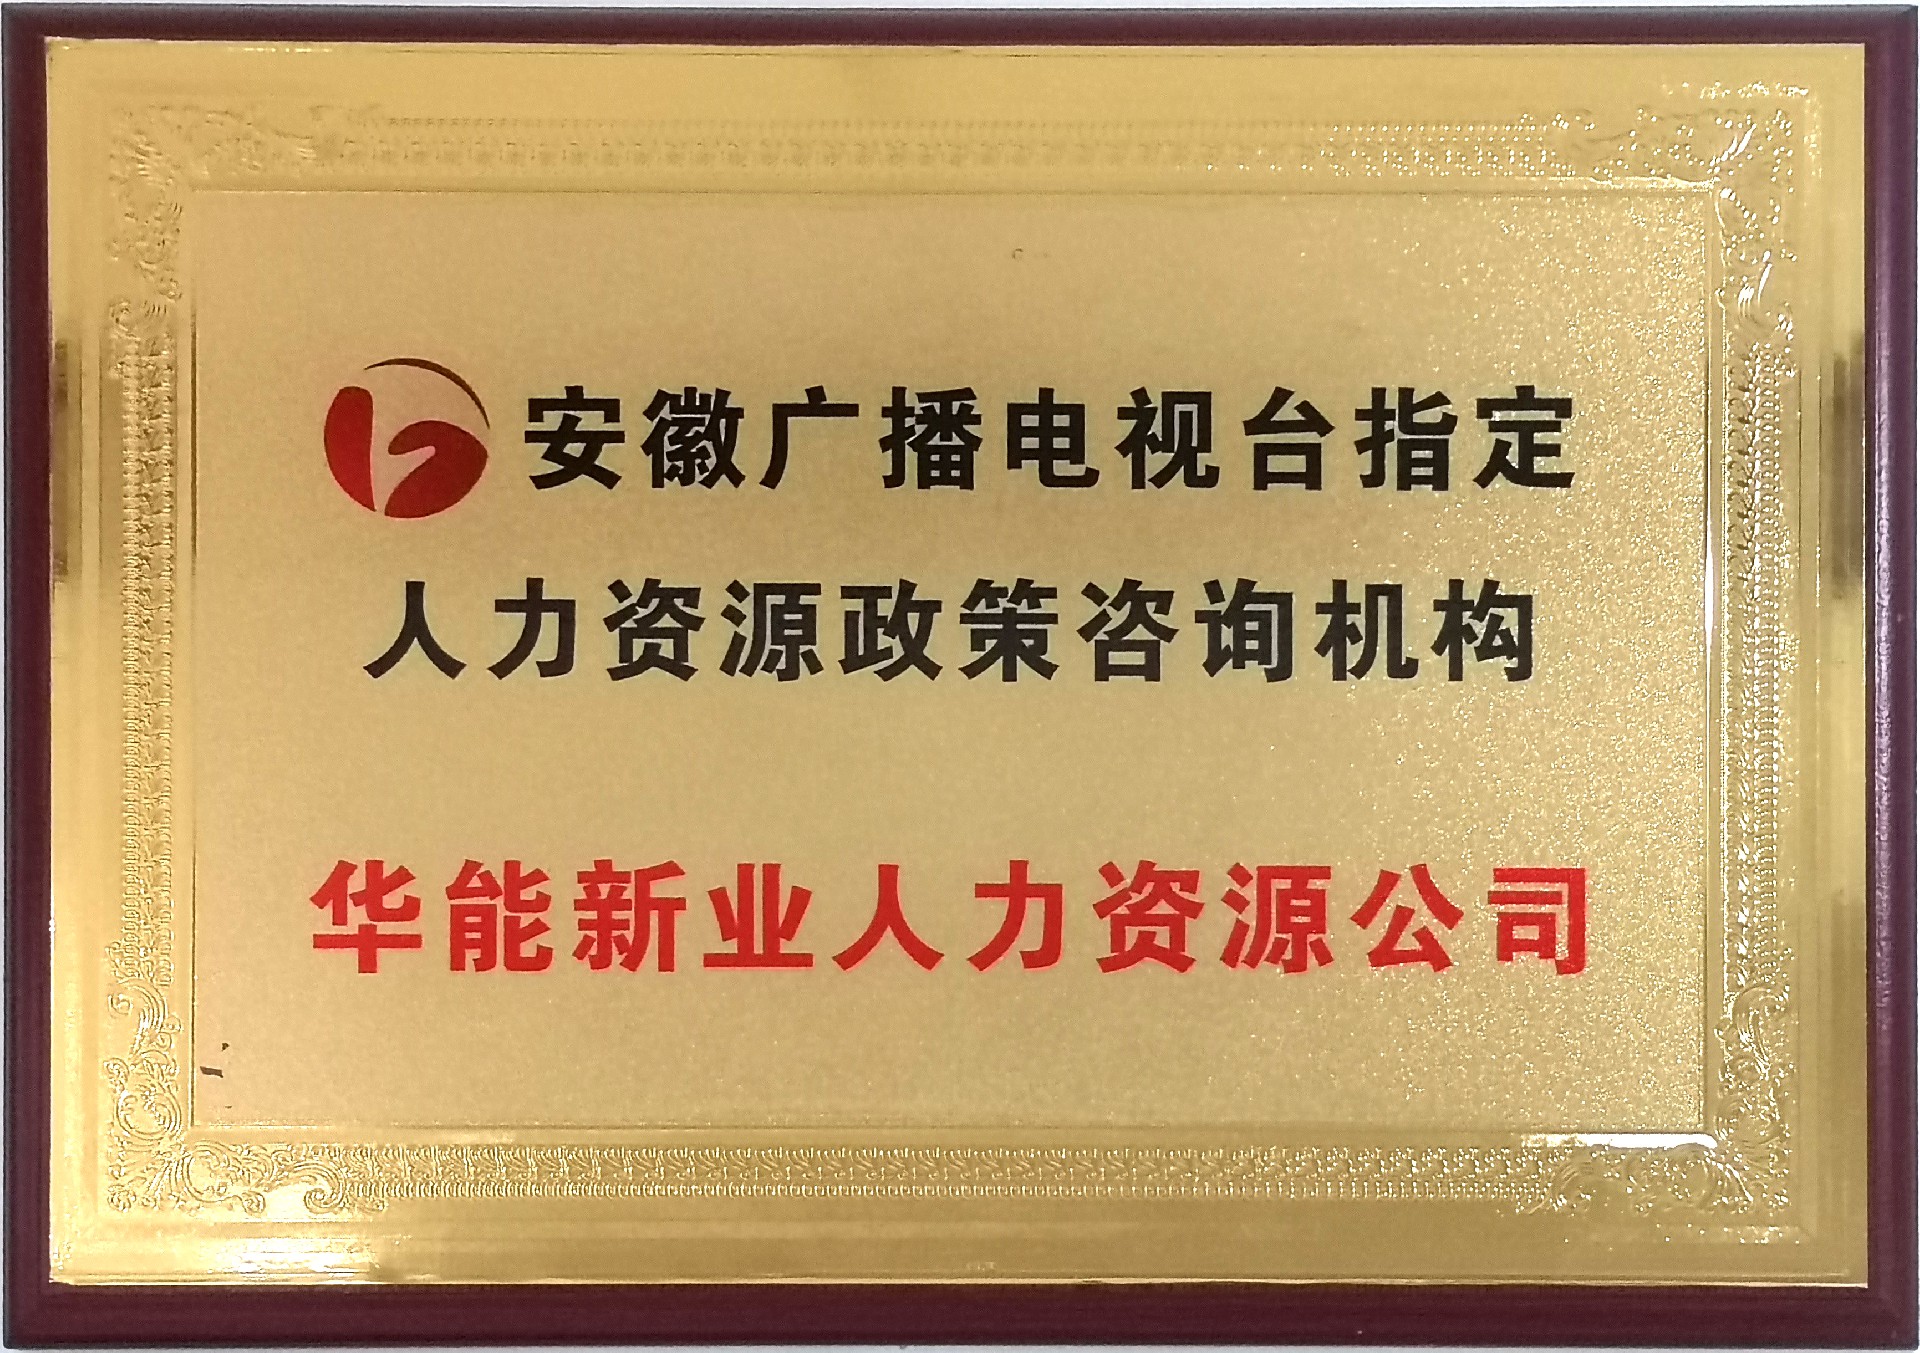 安徽广播电视台指定
人力资源政策咨询机构
华能新业人力资源公司